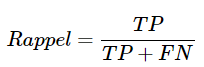 Rappel = TP / (TP + FN)